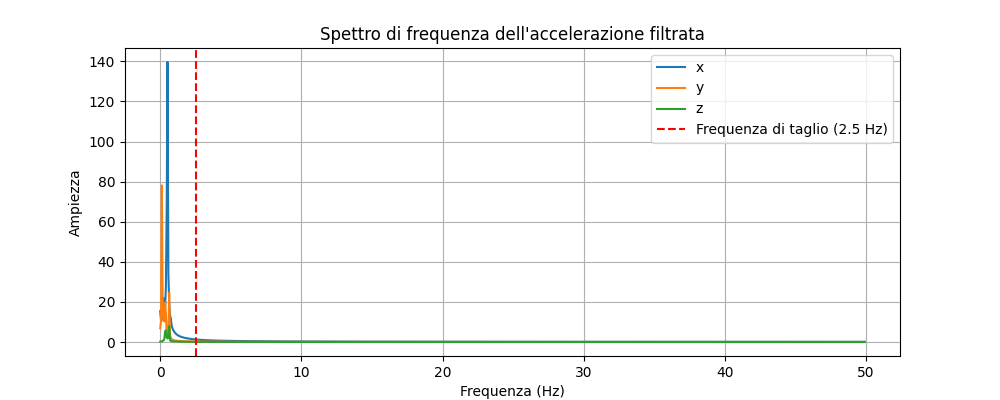 Spettro di frequenza dell'accelerazione filtrata
140
120
100
80
60
40
20
0
Ampiezza
x
y
z
Frequenza di taglio (2.5 Hz)
0 10 20 30 40 50
Frequenza (Hz)